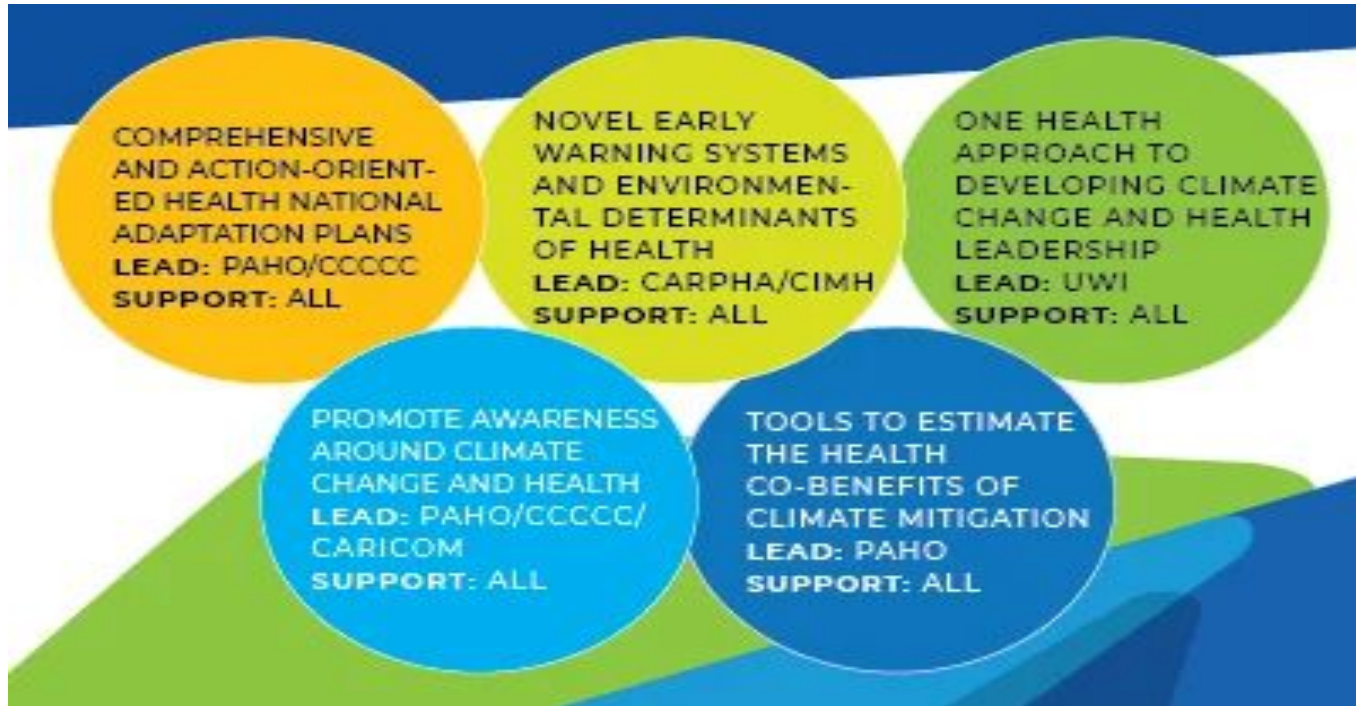 COMPREHENSIVE
AND ACTION-ORIENT-
ED HEALTH NATIONAL
ADAPTATION PLANS
LEAD: PAHO/CCCCC
SUPPORT: ALL
NOVEL EARLY
WARNING SYSTEMS
AND ENVIRONMEN-
TAL DETERMINANTS
OF HEALTH
LEAD: CARPHA/CIMH
SUPPORT: ALL
ONE HEALTH
APPROACH TO
DEVELOPING CLIMATE
CHANGE AND HEALTH
LEADERSHIP
LEAD: UWI
SUPPORT: ALL
PROMOTE AWARENESS
AROUND CLIMATE
CHANGE AND HEALTH
LEAD: PAHO/CCCCC/
CARICOM
SUPPORT: ALL
TOOLS TO ESTIMATE
THE HEALTH
CO-BENEFITS OF
CLIMATE MITIGATION
LEAD: PAHO
SUPPORT: ALL